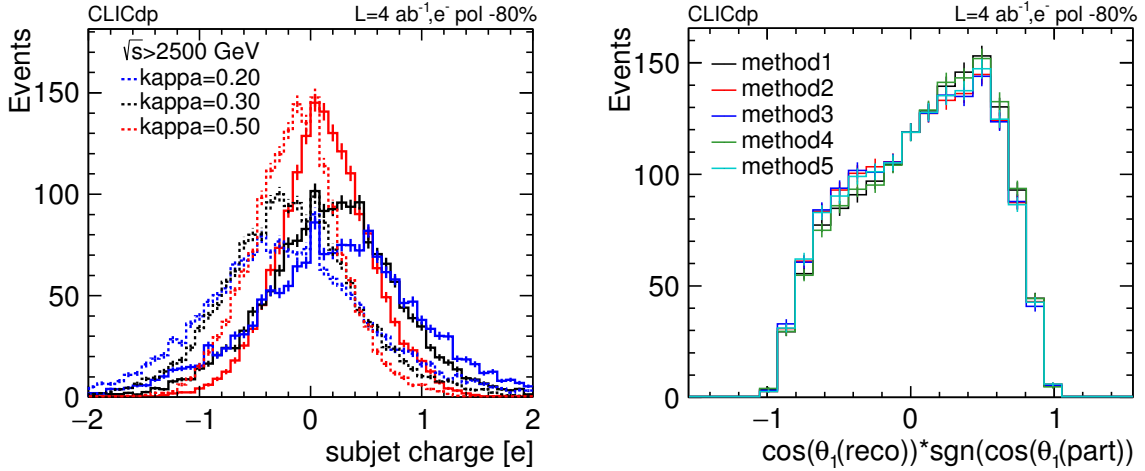 CLICdp
L=4 ab⁻¹,e⁻ pol -80%
Events
√s>2500 GeV
kappa=0.20
kappa=0.30
kappa=0.50
150
100
50
0
−2 −1 0 1 2
subjet charge [e]
CLICdp
L=4 ab⁻¹,e⁻ pol -80%
Events
method1
method2
method3
method4
method5
150
100
50
0
−1 0 1
cos(θ₁(reco))*sgn(cos(θ₁(part))